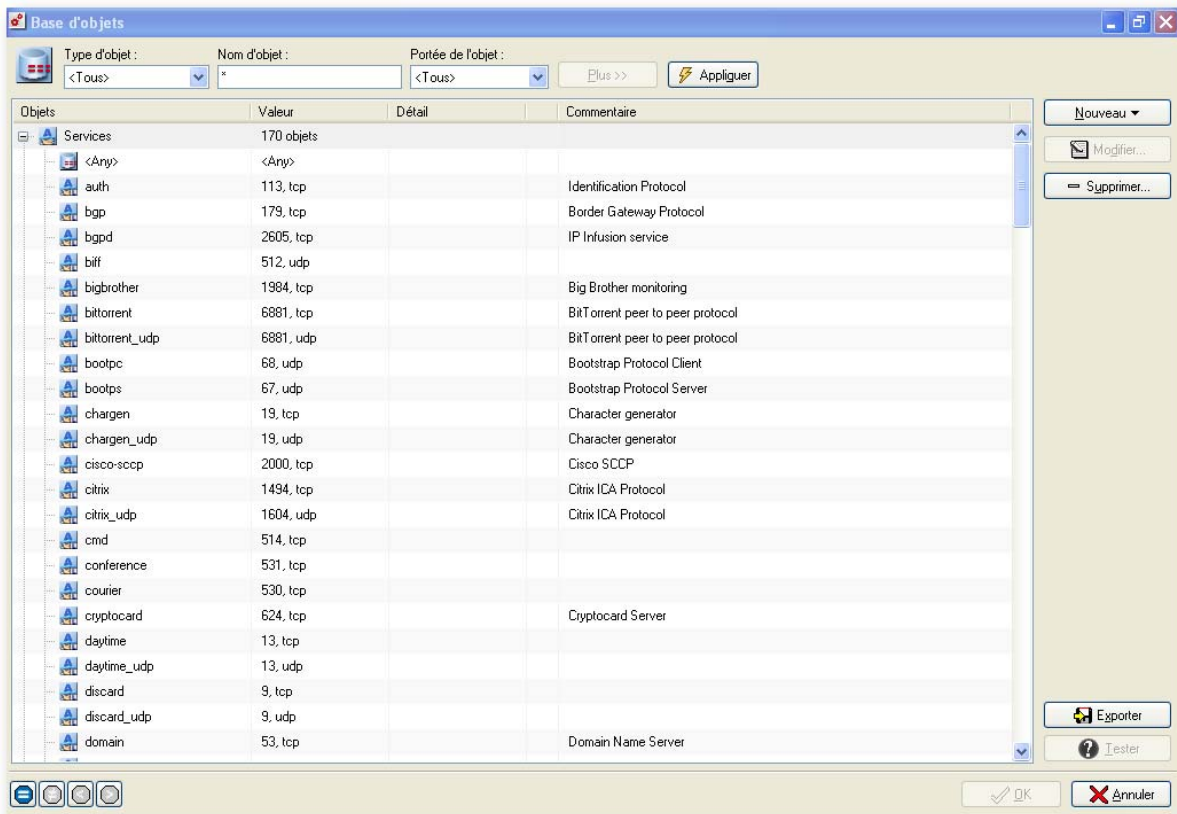 Base d'objets
Type d'objet : Nom d'objet : Portée de l'objet :
<Tous> * <Tous> Plus >> Appliquer
Objets Valeur Détail Commentaire Nouveau
Services 170 objets
<Any> <Any> Modifier...
auth 113, tcp Identification Protocol Supprimer...
bgp 179, tcp Border Gateway Protocol
bgpd 2605, tcp IP Infusion service
biff 512, udp
bigbrother 1984, tcp Big Brother monitoring
bittorrent 6881, tcp BitTorrent peer to peer protocol
bittorrent_udp 6881, udp BitTorrent peer to peer protocol
bootpc 68, udp Bootstrap Protocol Client
bootps 67, udp Bootstrap Protocol Server
chargen 19, tcp Character generator
chargen_udp 19, udp Character generator
cisco-sccp 2000, tcp Cisco SCCP
citrix 1494, tcp Citrix ICA Protocol
citrix_udp 1604, udp Citrix ICA Protocol
cmd 514, tcp
conference 531, tcp
courier 530, tcp
cryptocard 624, tcp Cryptocard Server
daytime 13, tcp
daytime_udp 13, udp
discard 9, tcp
discard_udp 9, udp Exporter
domain 53, tcp Domain Name Server Tester
OK Annuler